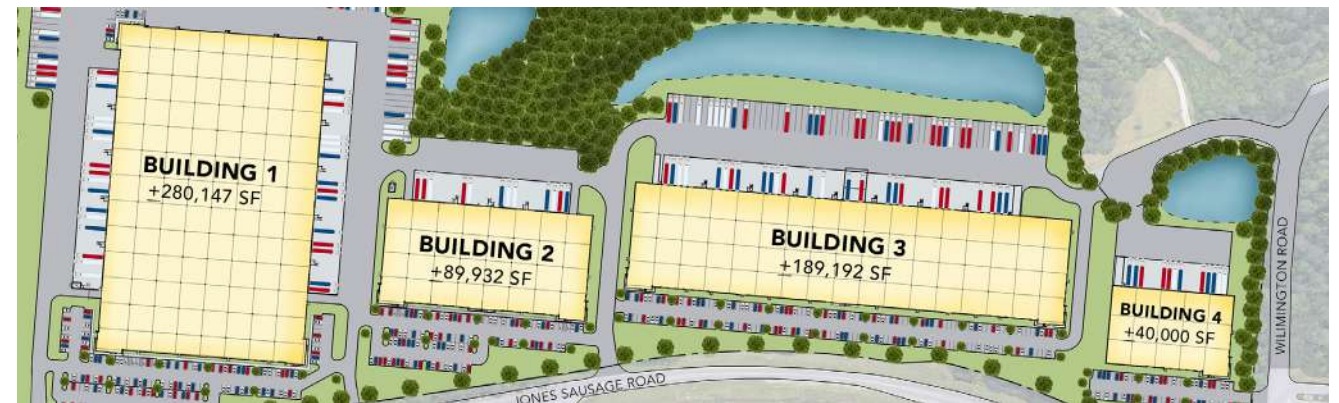 BUILDING 1
±280,147 SF
BUILDING 2
±89,932 SF
BUILDING 3
±189,192 SF
BUILDING 4
±40,000 SF
JONES SAUSAGE ROAD
WILIMINGTON ROAD